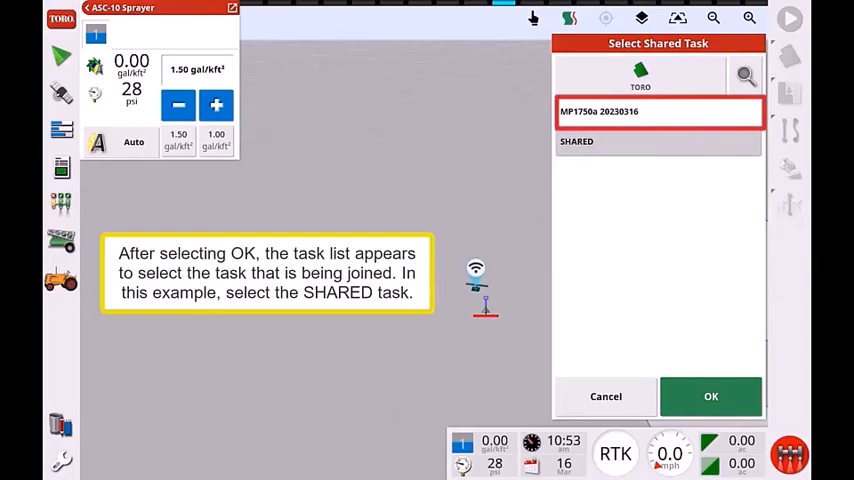 TORO
ASC-10 Sprayer
1
0.00
gal/kft²
28
psi
1.50 gal/kft²
Auto
1.50
gal/kft²
1.00
gal/kft²
Select Shared Task
TORO
MP1750a 20230316
SHARED
After selecting OK, the task list appears
to select the task that is being joined. In
this example, select the SHARED task.
Cancel
OK
1
0.00
gal/kft²
28
psi
10:53
am
16
Mar
RTK
0.0
mph
0.00
ac
0.00
ac